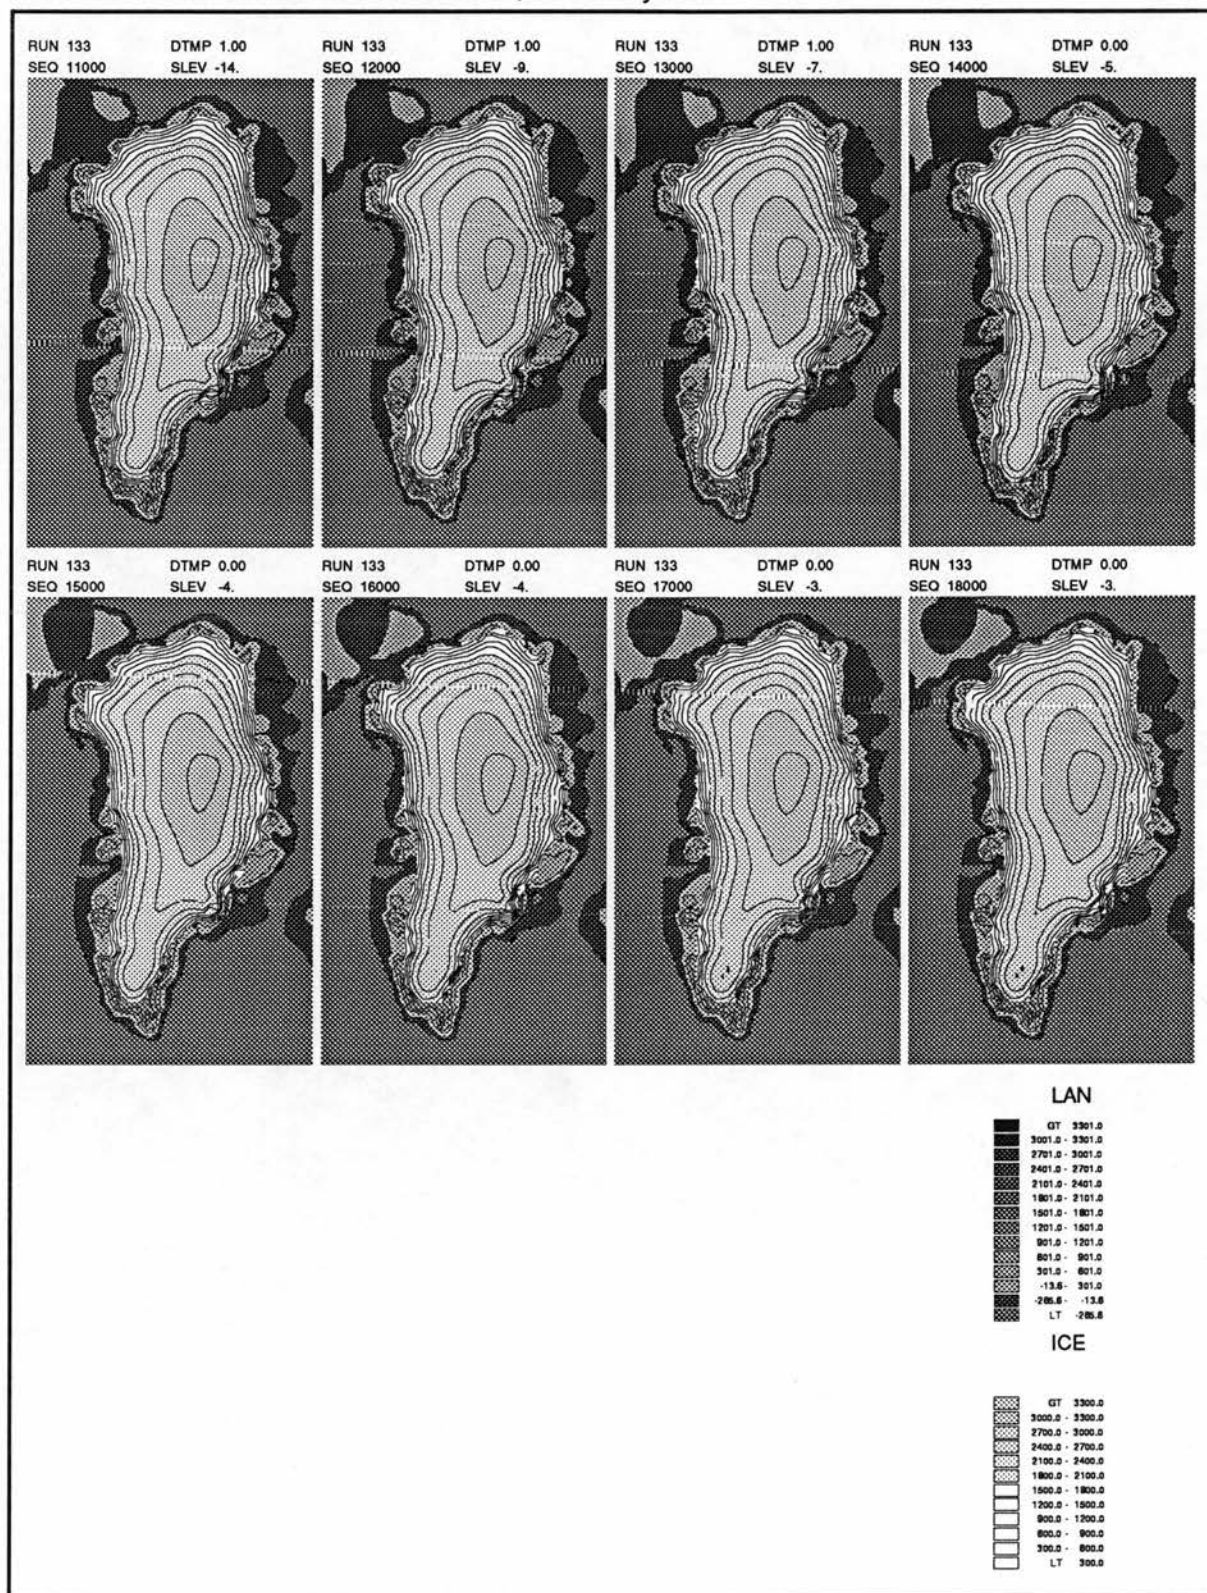 RUN 133 DTMP 1.00
SEQ 11000 SLEV -14.
RUN 133 DTMP 1.00
SEQ 12000 SLEV -9.
RUN 133 DTMP 1.00
SEQ 13000 SLEV -7.
RUN 133 DTMP 0.00
SEQ 14000 SLEV -5.
RUN 133 DTMP 0.00
SEQ 15000 SLEV -4.
RUN 133 DTMP 0.00
SEQ 16000 SLEV -4.
RUN 133 DTMP 0.00
SEQ 17000 SLEV -3.
RUN 133 DTMP 0.00
SEQ 18000 SLEV -3.
LAN
GT 3301.0
3001.0 - 3301.0
2701.0 - 3001.0
2401.0 - 2701.0
2101.0 - 2401.0
1801.0 - 2101.0
1501.0 - 1801.0
1201.0 - 1501.0
901.0 - 1201.0
601.0 - 901.0
301.0 - 601.0
-13.6 - 301.0
-285.6 - -13.6
LT -285.6
ICE
GT 3300.0
3000.0 - 3300.0
2700.0 - 3000.0
2400.0 - 2700.0
2100.0 - 2400.0
1800.0 - 2100.0
1500.0 - 1800.0
1200.0 - 1500.0
900.0 - 1200.0
600.0 - 900.0
300.0 - 600.0
LT 300.0